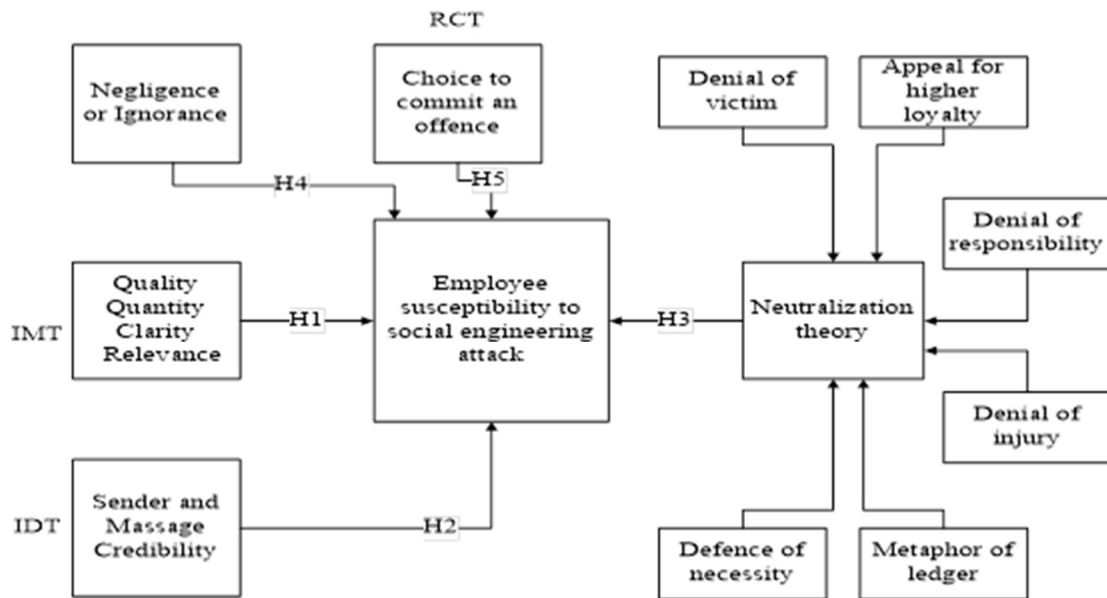 RCT
Negligence
or Ignorance
Choice to
commit an
offence
Denial of
victim
Appeal for
higher
loyalty
H4
H5
Denial of
responsibility
IMT
Quality
Quantity
Clarity
Relevance
H1
Employee
susceptibility to
social engineering
attack
H3
Neutralization
theory
Denial of
injury
IDT
Sender and
Massage
Credibility
H2
Defence of
necessity
Metaphor of
ledger